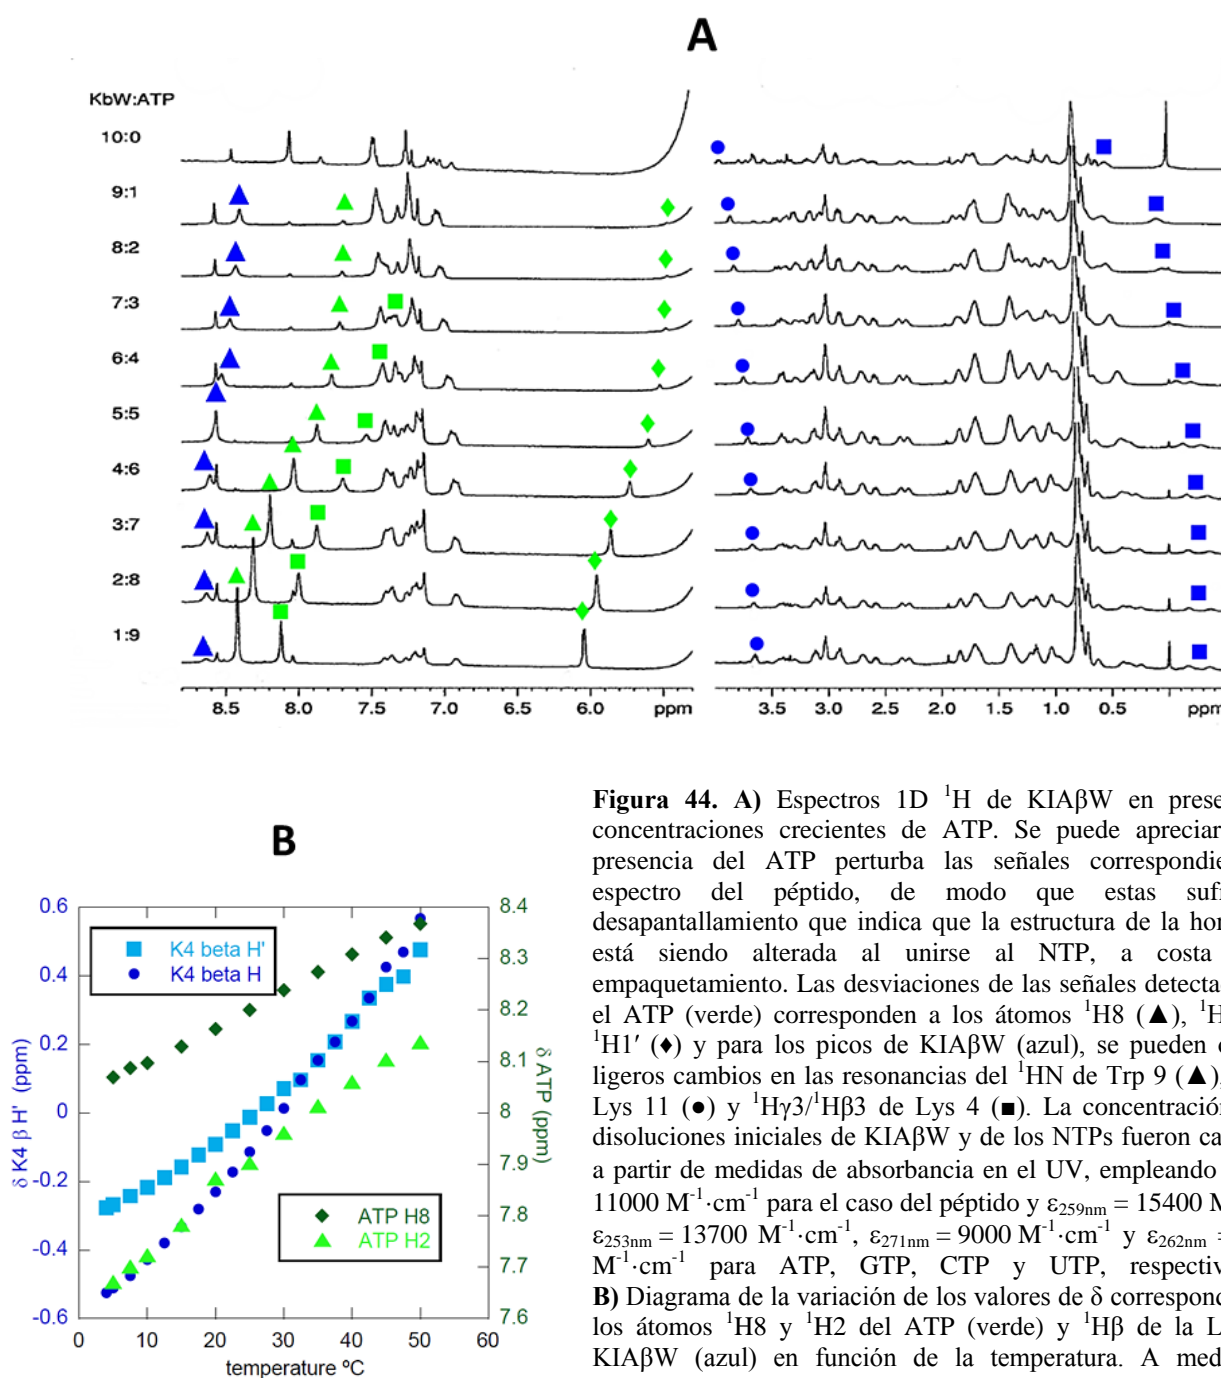 A
KbW:ATP
10:0
9:1
8:2
7:3
6:4
5:5
4:6
3:7
2:8
1:9
8.5 8.0 7.5 7.0 6.5 6.0 ppm
3.5 3.0 2.5 2.0 1.5 1.0 0.5 ppm
B
0.6
0.4
0.2
0
-0.2
-0.4
-0.6
δ K4 β H' (ppm)
K4 beta H'
K4 beta H
ATP H8
ATP H2
8.4
8.3
8.2
8.1
8
7.9
7.8
7.7
7.6
δ ATP (ppm)
0 10 20 30 40 50 60
temperature ºC
Figura 44. A) Espectros 1D ¹H de KIAβW en prese
concentraciones crecientes de ATP. Se puede apreciar
presencia del ATP perturba las señales correspondie
espectro del péptido, de modo que estas suf
desapantallamiento que indica que la estructura de la hor
está siendo alterada al unirse al NTP, a costa
empaquetamiento. Las desviaciones de las señales detecta
el ATP (verde) corresponden a los átomos ¹H8 (▲), ¹H
¹H1′ (♦) y para los picos de KIAβW (azul), se pueden
ligeros cambios en las resonancias del ¹HN de Trp 9 (▲),
Lys 11 (●) y ¹Hγ3/¹Hβ3 de Lys 4 (■). La concentración
disoluciones iniciales de KIAβW y de los NTPs fueron ca
a partir de medidas de absorbancia en el UV, empleando
11000 M⁻¹·cm⁻¹ para el caso del péptido y ε259nm = 15400 M
ε253nm = 13700 M⁻¹·cm⁻¹, ε271nm = 9000 M⁻¹·cm⁻¹ y ε262nm =
M⁻¹·cm⁻¹ para ATP, GTP, CTP y UTP, respectiv
B) Diagrama de la variación de los valores de δ correspond
los átomos ¹H8 y ¹H2 del ATP (verde) y ¹Hβ de la L
KIAβW (azul) en función de la temperatura. A med